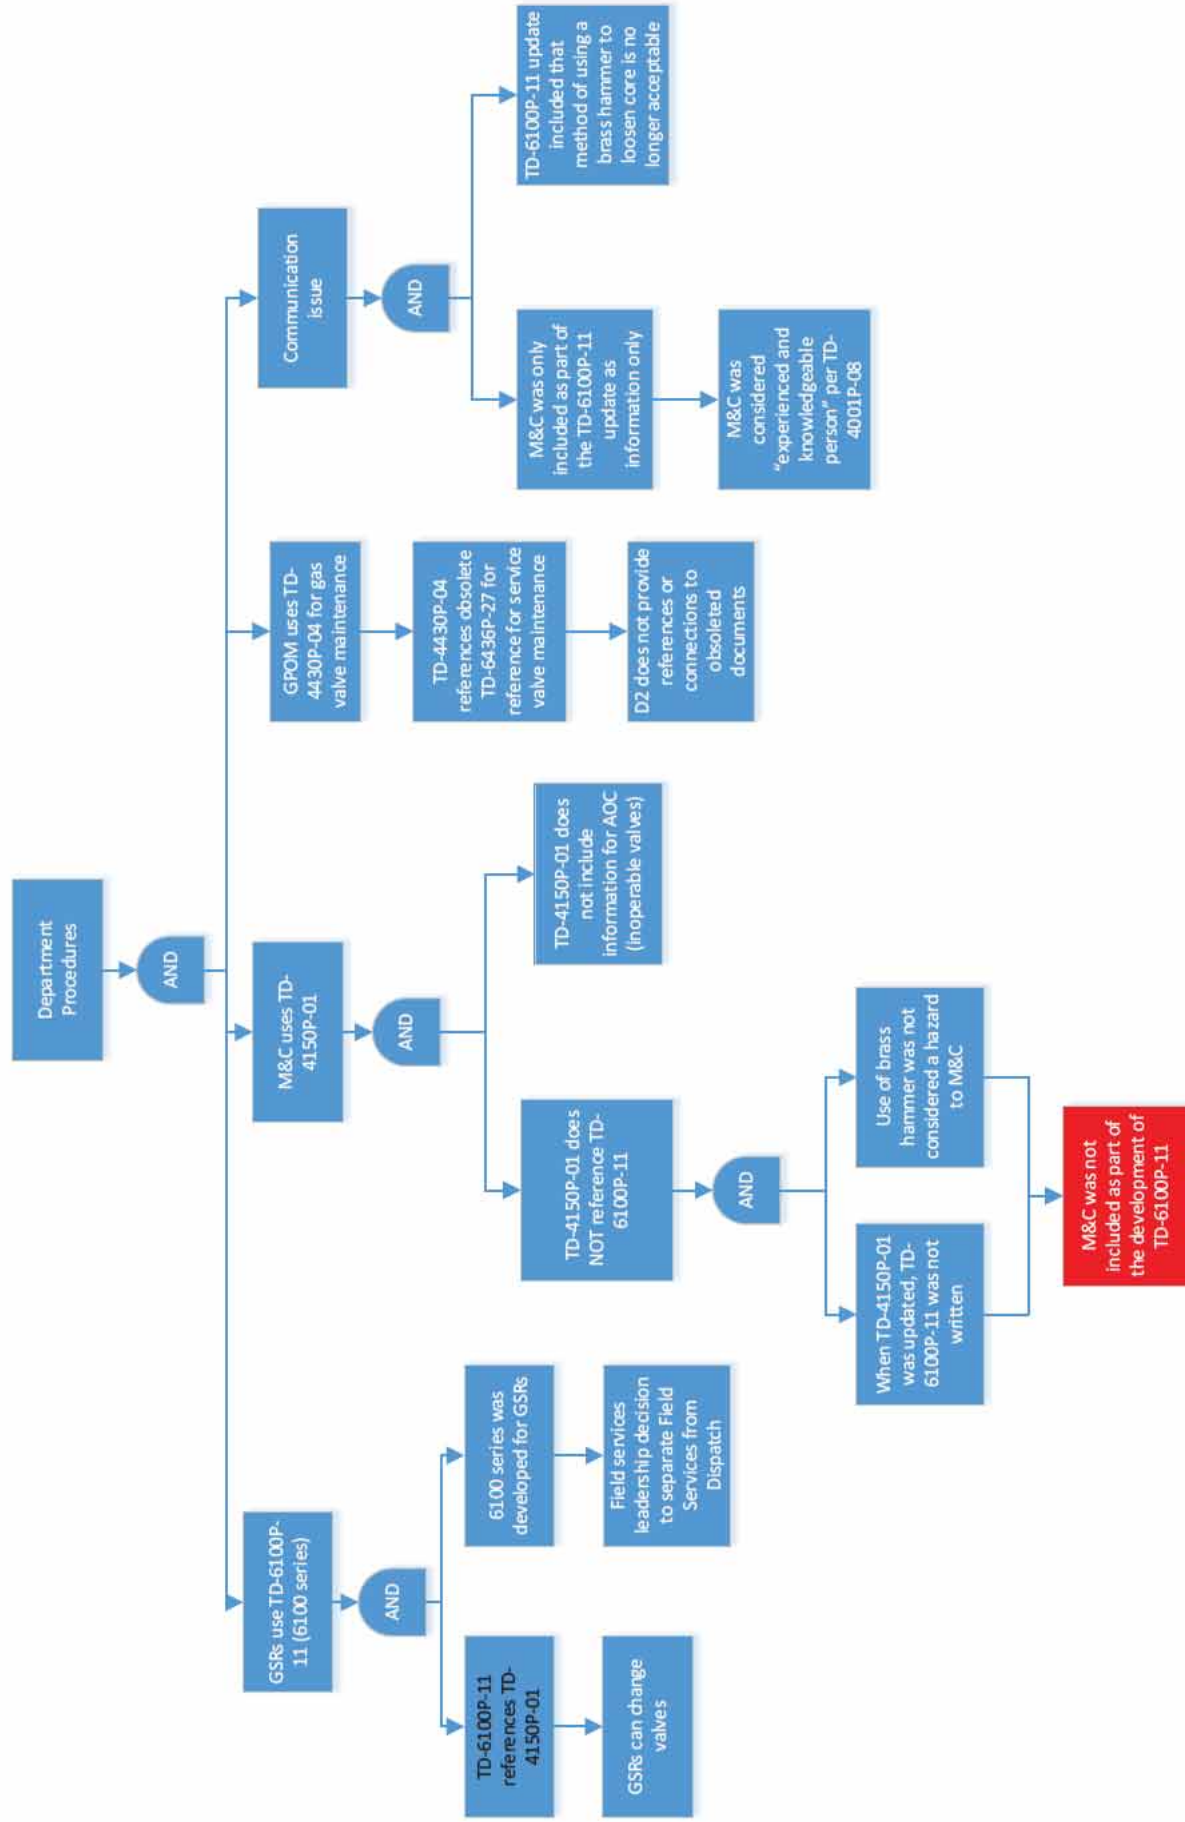 Department
Procedures
AND
GSRs use TD-6100P-
11 (6100 series)
AND
TD-6100P-11
references TD-
4150P-01
GSRs can change
valves
6100 series was
developed for GSRs
Field services
leadership decision
to separate Field
Services from
Dispatch
M&C uses TD-
4150P-01
AND
TD-4150P-01 does
NOT reference TD-
6100P-11
AND
When TD-4150P-01
was updated, TD-
6100P-11 was not
written
Use of brass
hammer was not
considered a hazard
to M&C
M&C was not
included as part of
the development of
TD-6100P-11
TD-4150P-01 does
not include
information for AOC
(inoperable valves)
GPOM uses TD-
4430P-04 for gas
valve maintenance
TD-4430P-04
references obsolete
TD-6436P-27 for
reference for service
valve maintenance
D2 does not provide
references or
connections to
obsoleted
documents
Communication
issue
AND
M&C was only
included as part of
the TD-6100P-11
update as
information only
M&C was
considered
“experienced and
knowledgeable
person” per TD-
4001P-08
TD-6100P-11 update
included that
method of using a
brass hammer to
loosen core is no
longer acceptable